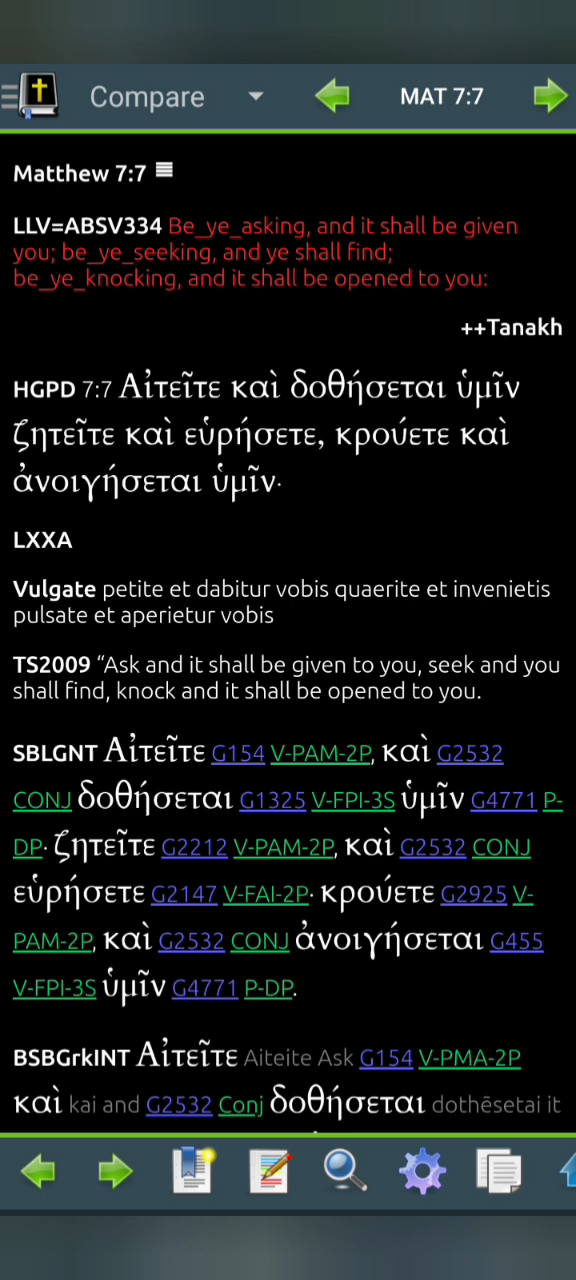 Compare
MAT 7:7
Matthew 7:7
LLV=ABSV334 Be_ye_asking, and it shall be given
you; be_ye_seeking, and ye shall find;
be_ye_knocking, and it shall be opened to you:
++Tanakh
HGPD 7:7 Αἰτεῖτε καὶ δοθήσεται ὑμῖν
ζητεῖτε καὶ εὑρήσετε, κρούετε καὶ
ἀνοιγήσεται ὑμῖν·
LXXA
Vulgate petite et dabitur vobis quaerite et invenietis
pulsate et aperietur vobis
TS2009 “Ask and it shall be given to you, seek and you
shall find, knock and it shall be opened to you.
SBLGNT Αἰτεῖτε G154 V-PAM-2P, καὶ G2532
CONJ δοθήσεται G1325 V-FPI-3S ὑμῖν G4771 P-
DP· ζητεῖτε G2212 V-PAM-2P, καὶ G2532 CONJ
εὑρήσετε G2147 V-FAI-2P· κρούετε G2925 V-
PAM-2P, καὶ G2532 CONJ ἀνοιγήσεται G455
V-FPI-3S ὑμῖν G4771 P-DP.
BSBGrkINT Αἰτεῖτε Aiteite Ask G154 V-PMA-2P
καὶ kai and G2532 Conj δοθήσεται dothēsetai it